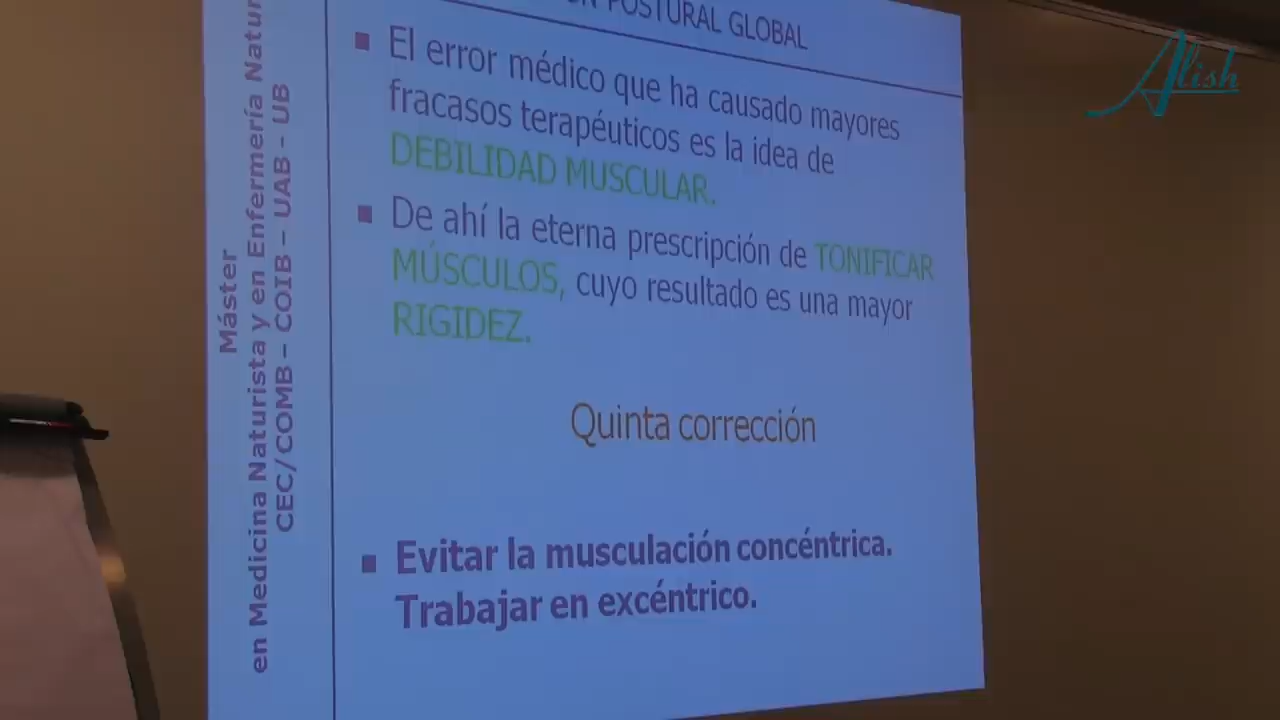 POSTURAL GLOBAL
El error médico que ha causado mayores
fracasos terapéuticos es la idea de
DEBILIDAD MUSCULAR.
De ahí la eterna prescripción de TONIFICAR
MÚSCULOS, cuyo resultado es una mayor
RIGIDEZ.
Quinta corrección
Evitar la musculación concéntrica.
Trabajar en excéntrico.
Máster
en Medicina Naturista y en Enfermería Natur
CEC/COMB – COIB – UAB - UB
Alish